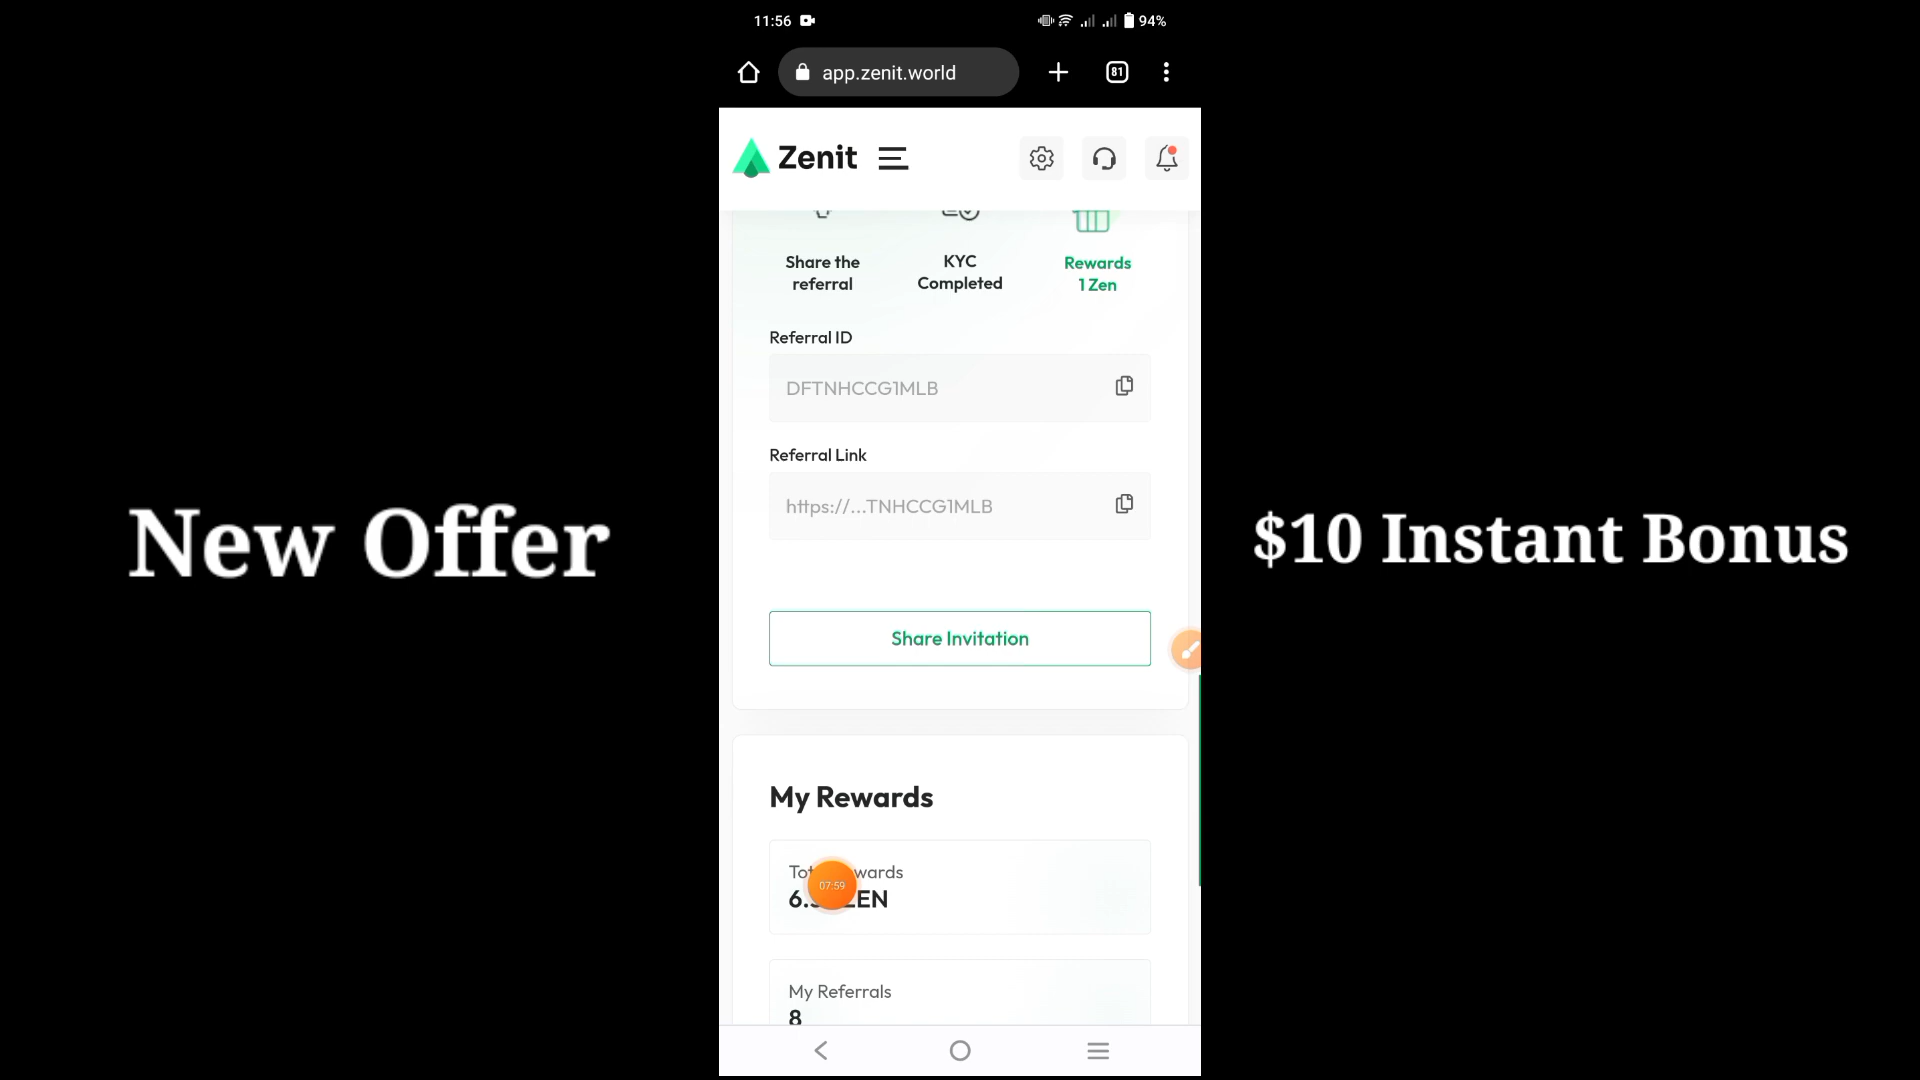 11:56
94%
app.zenit.world
81
Zenit
Share the
referral
KYC
Completed
Rewards
1 Zen
Referral ID
DFTNHCCG1MLB
Referral Link
https://...TNHCCG1MLB
New Offer
$10 Instant Bonus
Share Invitation
My Rewards
07:59
My Referrals
8